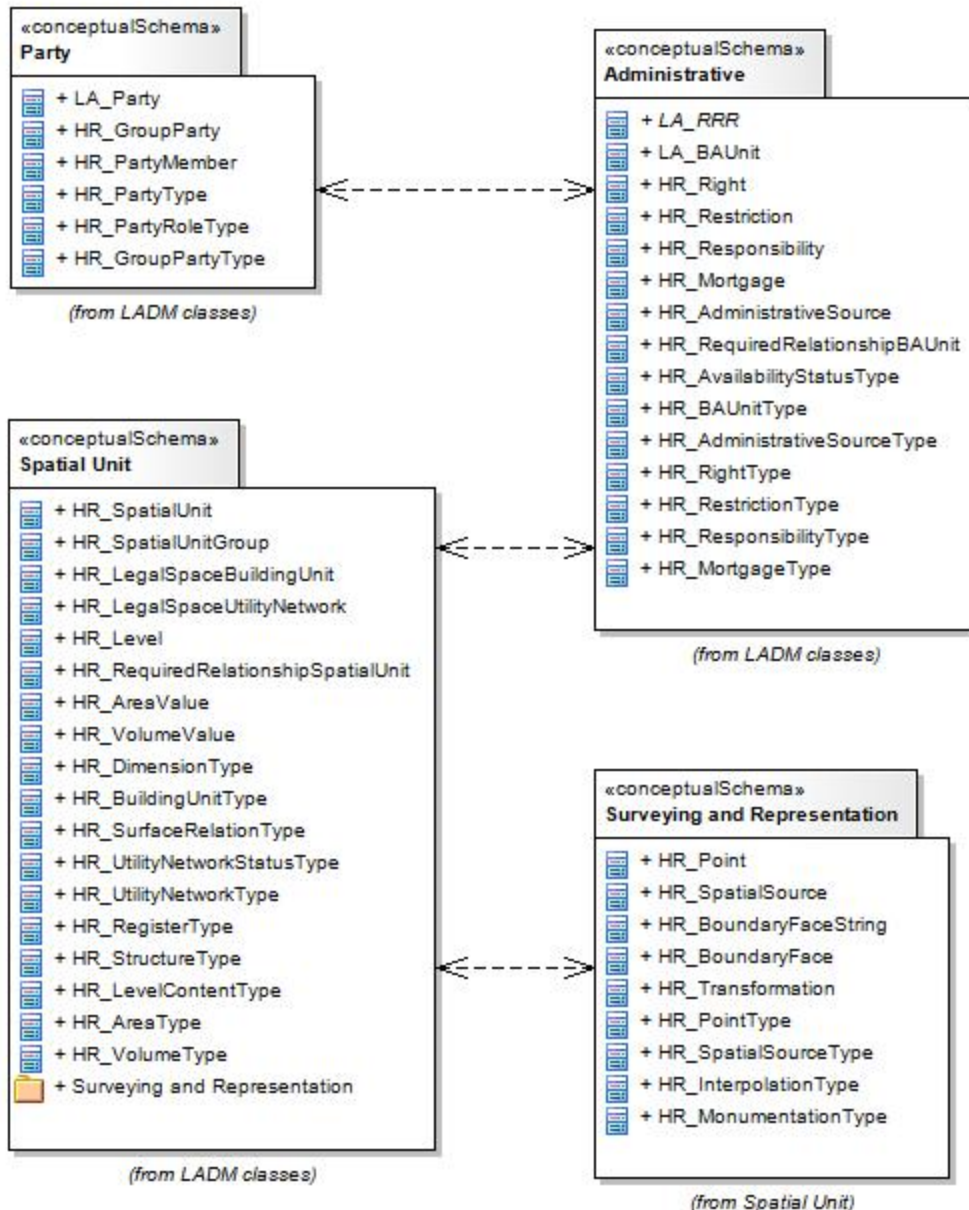 «conceptualSchema»
Party
+ LA_Party
+ HR_GroupParty
+ HR_PartyMember
+ HR_PartyType
+ HR_PartyRoleType
+ HR_GroupPartyType
(from LADM classes)
«conceptualSchema»
Administrative
+ LA_RRR
+ LA_BAUnit
+ HR_Right
+ HR_Restriction
+ HR_Responsibility
+ HR_Mortgage
+ HR_AdministrativeSource
+ HR_RequiredRelationshipBAUnit
+ HR_AvailabilityStatusType
+ HR_BAUnitType
+ HR_AdministrativeSourceType
+ HR_RightType
+ HR_RestrictionType
+ HR_ResponsibilityType
+ HR_MortgageType
(from LADM classes)
«conceptualSchema»
Spatial Unit
+ HR_SpatialUnit
+ HR_SpatialUnitGroup
+ HR_LegalSpaceBuildingUnit
+ HR_LegalSpaceUtilityNetwork
+ HR_Level
+ HR_RequiredRelationshipSpatialUnit
+ HR_AreaValue
+ HR_VolumeValue
+ HR_DimensionType
+ HR_BuildingUnitType
+ HR_SurfaceRelationType
+ HR_UtilityNetworkStatusType
+ HR_UtilityNetworkType
+ HR_RegisterType
+ HR_StructureType
+ HR_LevelContentType
+ HR_AreaType
+ HR_VolumeType
+ Surveying and Representation
(from LADM classes)
«conceptualSchema»
Surveying and Representation
+ HR_Point
+ HR_SpatialSource
+ HR_BoundaryFaceString
+ HR_BoundaryFace
+ HR_Transformation
+ HR_PointType
+ HR_SpatialSourceType
+ HR_InterpolationType
+ HR_MonumentationType
(from Spatial Unit)